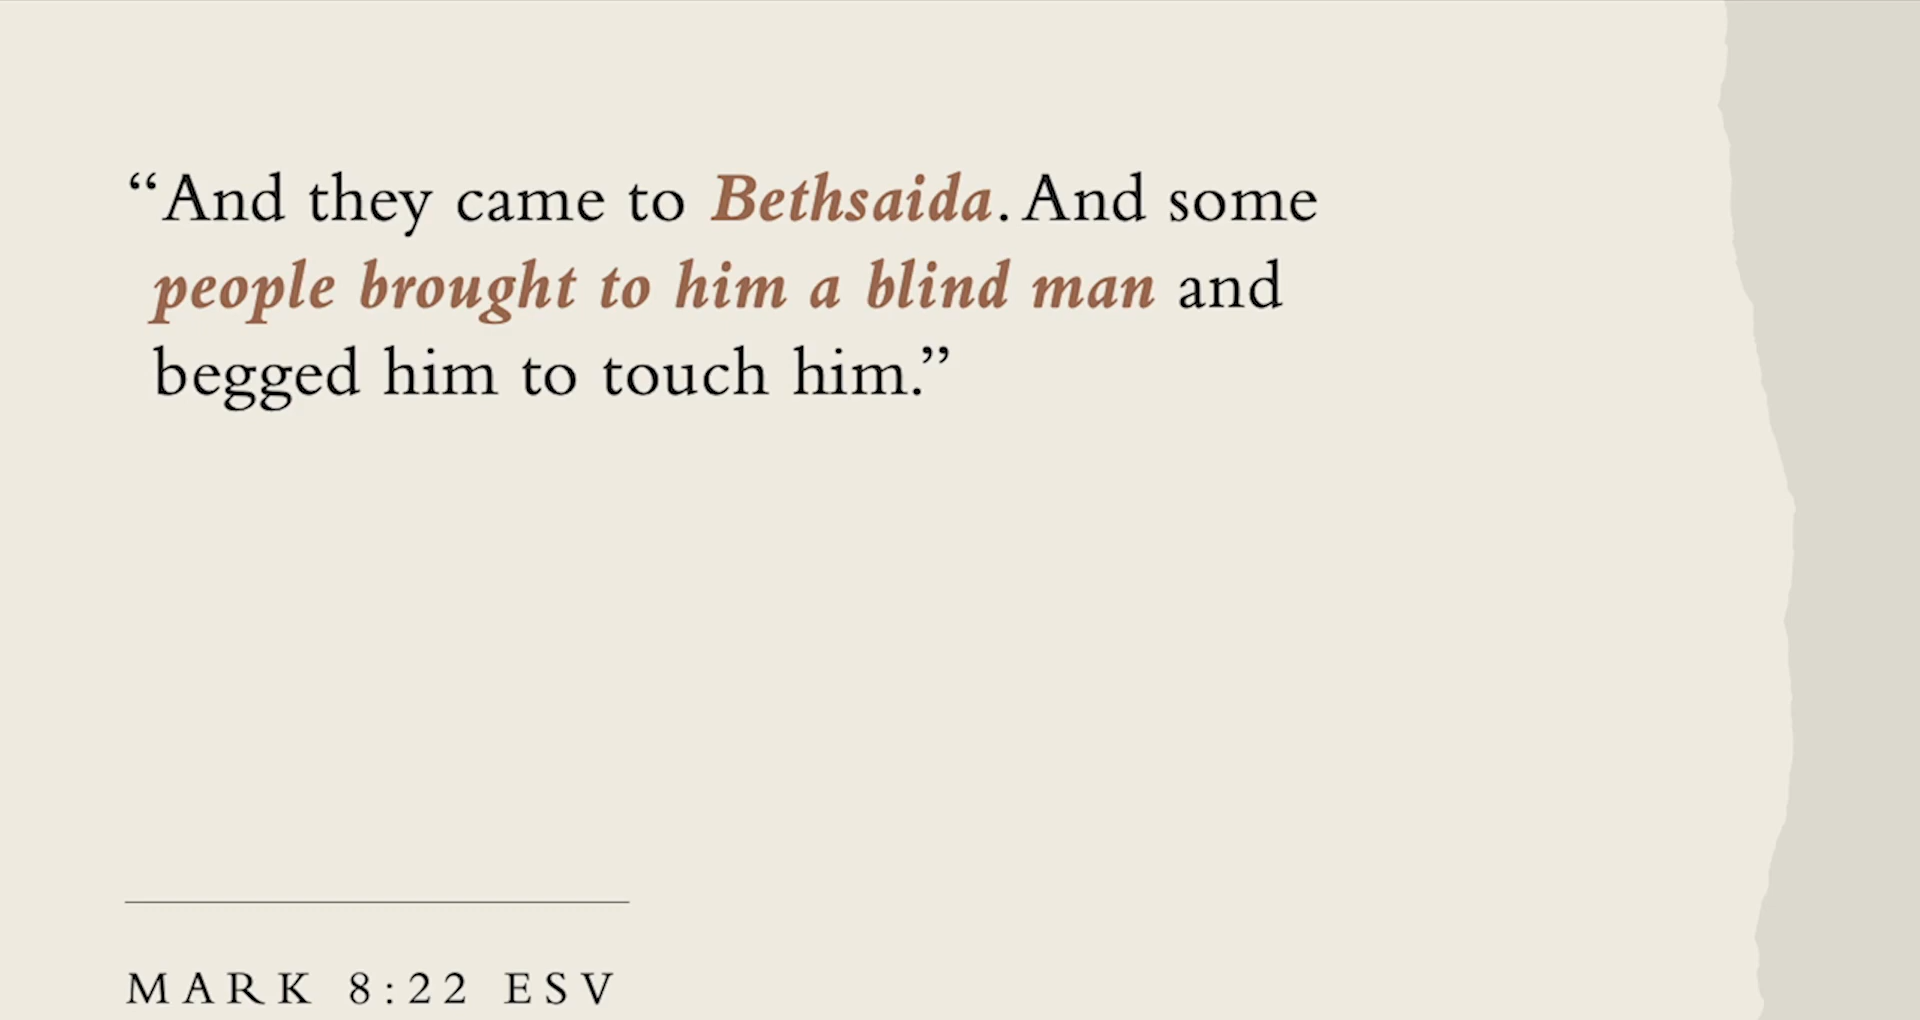 “And they came to Bethsaida. And some
people brought to him a blind man and
begged him to touch him.”
MARK 8:22 ESV